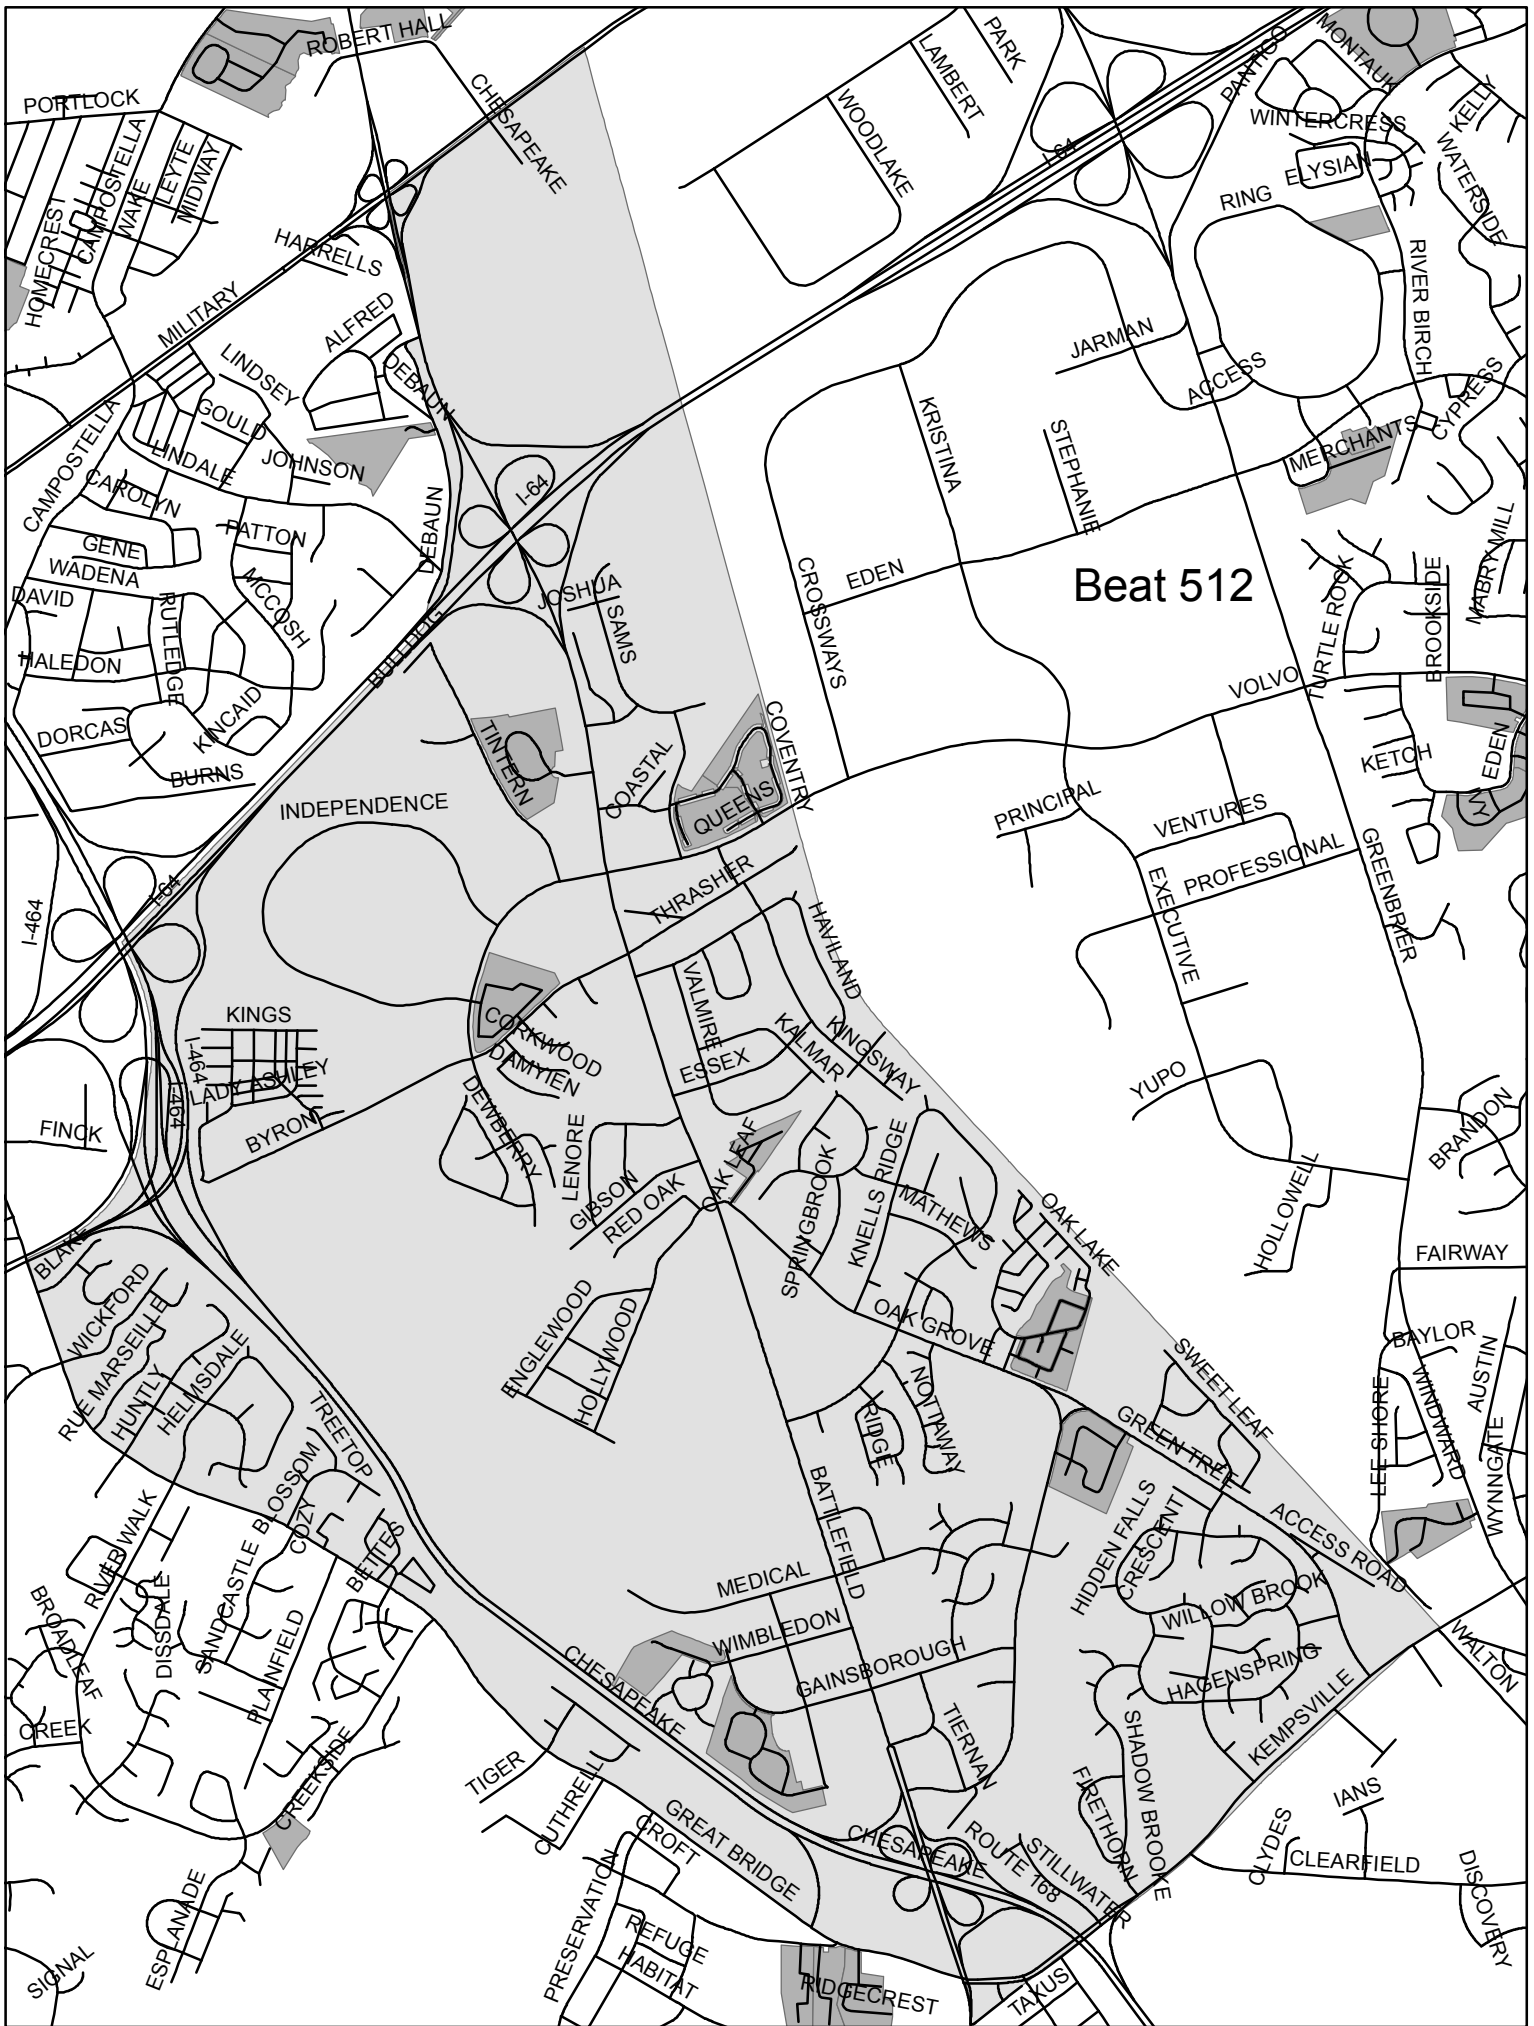 ROBERT HALL
PARK
LAMBERT
PANTIGO
MONTAUK
PORTLOCK
CHESAPEAKE
WOODLAKE
I-64
WINTERCRESS
KELLY
HOMECREST
CAMPOSTELLA
WAKE
LEYTE
MIDWAY
ELYSIAN
RING
WATERSIDE
HARRELLS
MILITARY
ALFRED
RIVER BIRCH
LINDSEY
DEBAUN
JARMAN
ACCESS
CYPRESS
GOULD
KRISTINA
STEPHANIE
MERCHANTS
CAMPOSTELLA
LINDALE
JOHNSON
CAROLYN
I-64
PATTON
DEBAUN
GENE
WADENA
DAVID
MCCOSH
JOSHUA
SAMS
CROSSWAYS
EDEN
Beat 512
TURTLE ROOK
BROOKSIDE
MABRY MILL
RUTLEDGE
HALEDON
BULLDOG
KINCAID
DORCAS
BURNS
TINTERN
COASTAL
COVENTRY
VOLVO
KETCH
IVY EDEN
INDEPENDENCE
QUEENS
PRINCIPAL
VENTURES
PROFESSIONAL
GREENBRIER
I-464
I-64
THRASHER
HAVILAND
EXECUTIVE
VALMIRE
KINGS
CORKWOOD
DAMYIEN
KALMAR
KINGSWAY
ESSEX
I-464
LADY ASHLEY
I-464
YUPO
FINCK
BYRON
DEWBERRY
LENORE
GIBSON
RED OAK
OAK LEAF
SPRINGBROOK
KNELLS RIDGE
MATHEWS
OAK LAKE
BRANDON
HOLLOWELL
FAIRWAY
BLAKE
WICKFORD
RUE MARSEILLE
HUNTLY
HELMSDALE
ENGLEWOOD
HOLLYWOOD
OAK GROVE
SWEET LEAF
BAYLOR
AUSTIN
TREETOP
RIDGE
NOTTAWAY
GREEN TREE
LEE SHORE
WINDWARD
WYNNGATE
BLOSSOM
COZY
BATTLEFIELD
HIDDEN FALLS
CRESCENT
ACCESS ROAD
RIVERWALK
BETTES
BROADLEAF
DISSDALE
SANDCASTLE
PLAINFIELD
MEDICAL
WIMBLEDON
GAINSBOROUGH
WILLOW BROOK
HAGENSPRING
WALTON
CHESAPEAKE
CREEK
CREEKSIDE
TIGER
CUTHRELL
TIERNAN
SHADOW BROOKE
FIRETHORN
KEMPSVILLE
IANS
CLYDES
CLEARFIELD
DISCOVERY
GREAT BRIDGE
CROFT
CHESAPEAKE
ROUTE 168
STILLWATER
ESPLANADE
PRESERVATION
REFUGE
HABITAT
SIGNAL
RIDGECREST
TAXUS